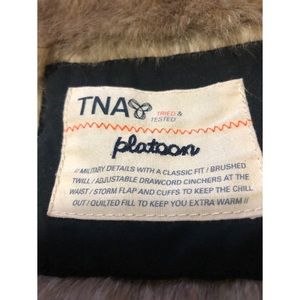 TNA TRIED &
TESTED
platoon
// MILITARY DETAILS WITH A CLASSIC FIT / BRUSHED
TWILL / ADJUSTABLE DRAWCORD CINCHERS AT THE
WAIST / STORM FLAP AND CUFFS TO KEEP THE CHILL
OUT / QUILTED FILL TO KEEP YOU EXTRA WARM //